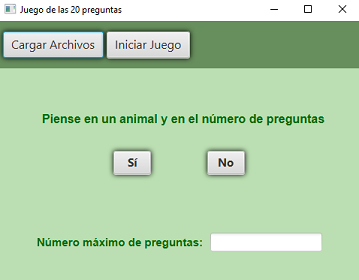 Juego de las 20 preguntas
Cargar Archivos Iniciar Juego
Piense en un animal y en el número de preguntas
Sí No
Número máximo de preguntas: